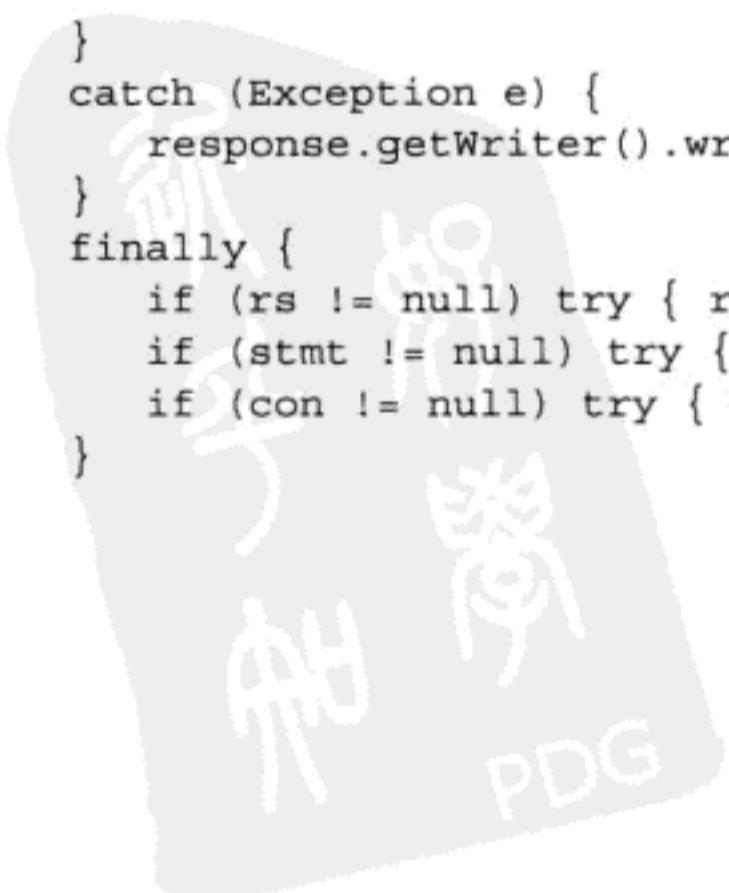 }
catch (Exception e) {
response.getWriter().wr
}
finally {
if (rs != null) try { r
if (stmt != null) try {
if (con != null) try {
}
PDG